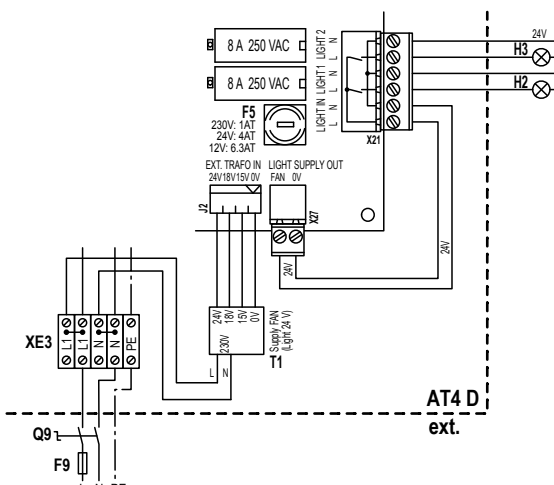 24V
H3
H2
8 A 250 VAC
8 A 250 VAC
LIGHT 2
N
L
LIGHT 1
N
L
LIGHT IN
N
L
X21
F5
230V: 1AT
24V: 4AT
12V: 6.3AT
EXT. TRAFO IN
LIGHT SUPPLY OUT
24V 18V 15V 0V
FAN 0V
J2
X27
24V
24V
24V
18V
15V
0V
230V
Supply FAN
(Light 24 V)
T1
L N
XE3
L1
L1
N
N
PE
AT4 D
ext.
Q9
F9
L N PE